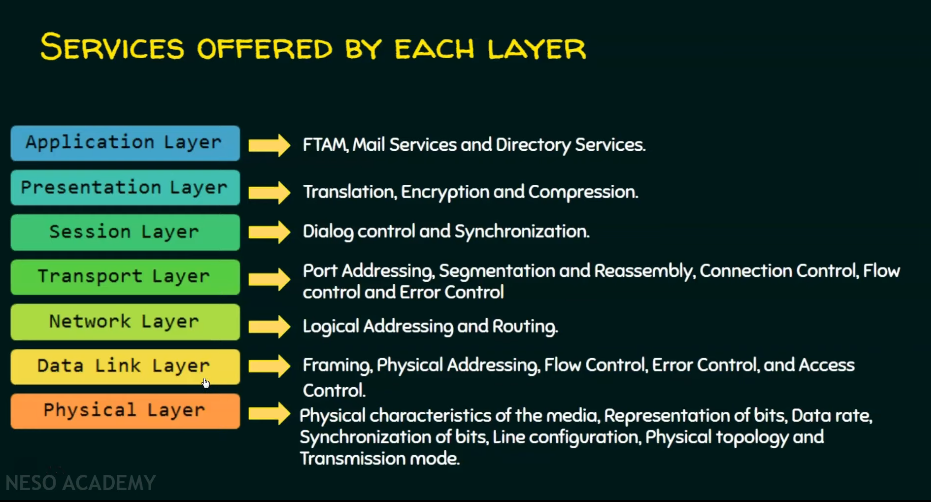 SERVICES OFFERED BY EACH LAYER
Application Layer
FTAM, Mail Services and Directory Services.
Presentation Layer
Translation, Encryption and Compression.
Session Layer
Dialog control and Synchronization.
Transport Layer
Port Addressing, Segmentation and Reassembly, Connection Control, Flow
control and Error Control
Network Layer
Logical Addressing and Routing.
Data Link Layer
Framing, Physical Addressing, Flow Control, Error Control, and Access
Control.
Physical Layer
Physical characteristics of the media, Representation of bits, Data rate,
Synchronization of bits, Line configuration, Physical topology and
Transmission mode.
NESO ACADEMY